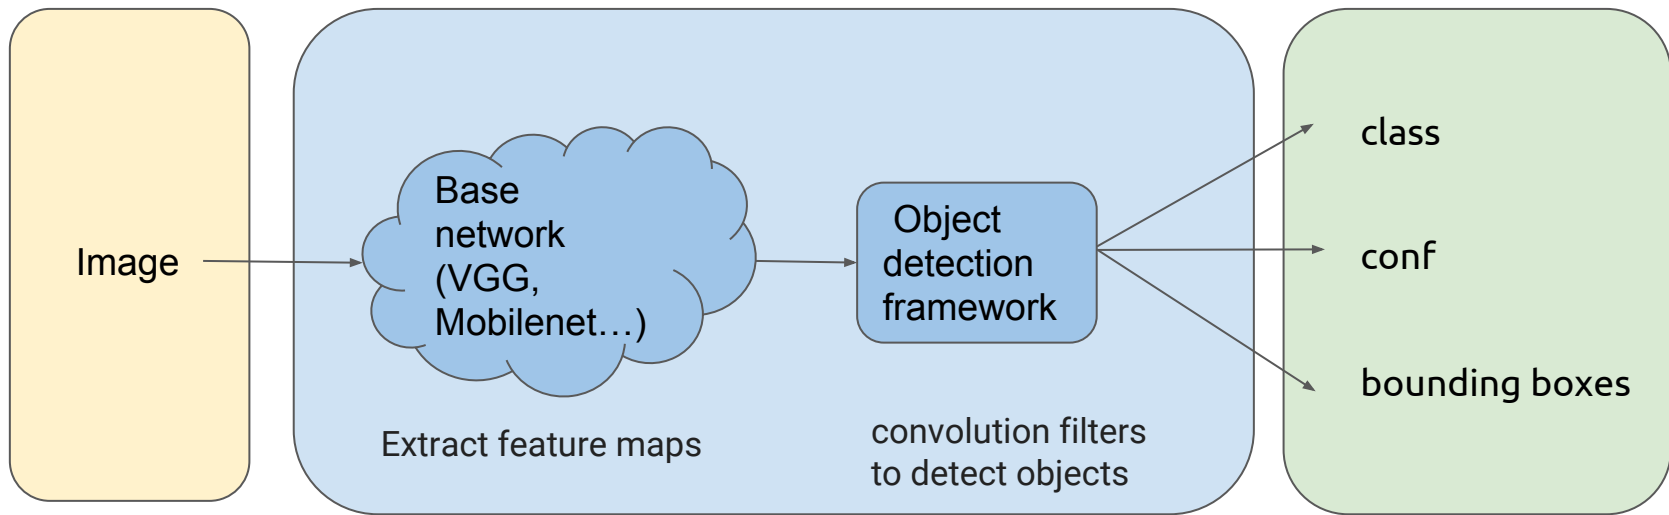 Image
Base
network
(VGG,
Mobilenet…)
Extract feature maps
Object
detection
framework
convolution filters
to detect objects
class
conf
bounding boxes